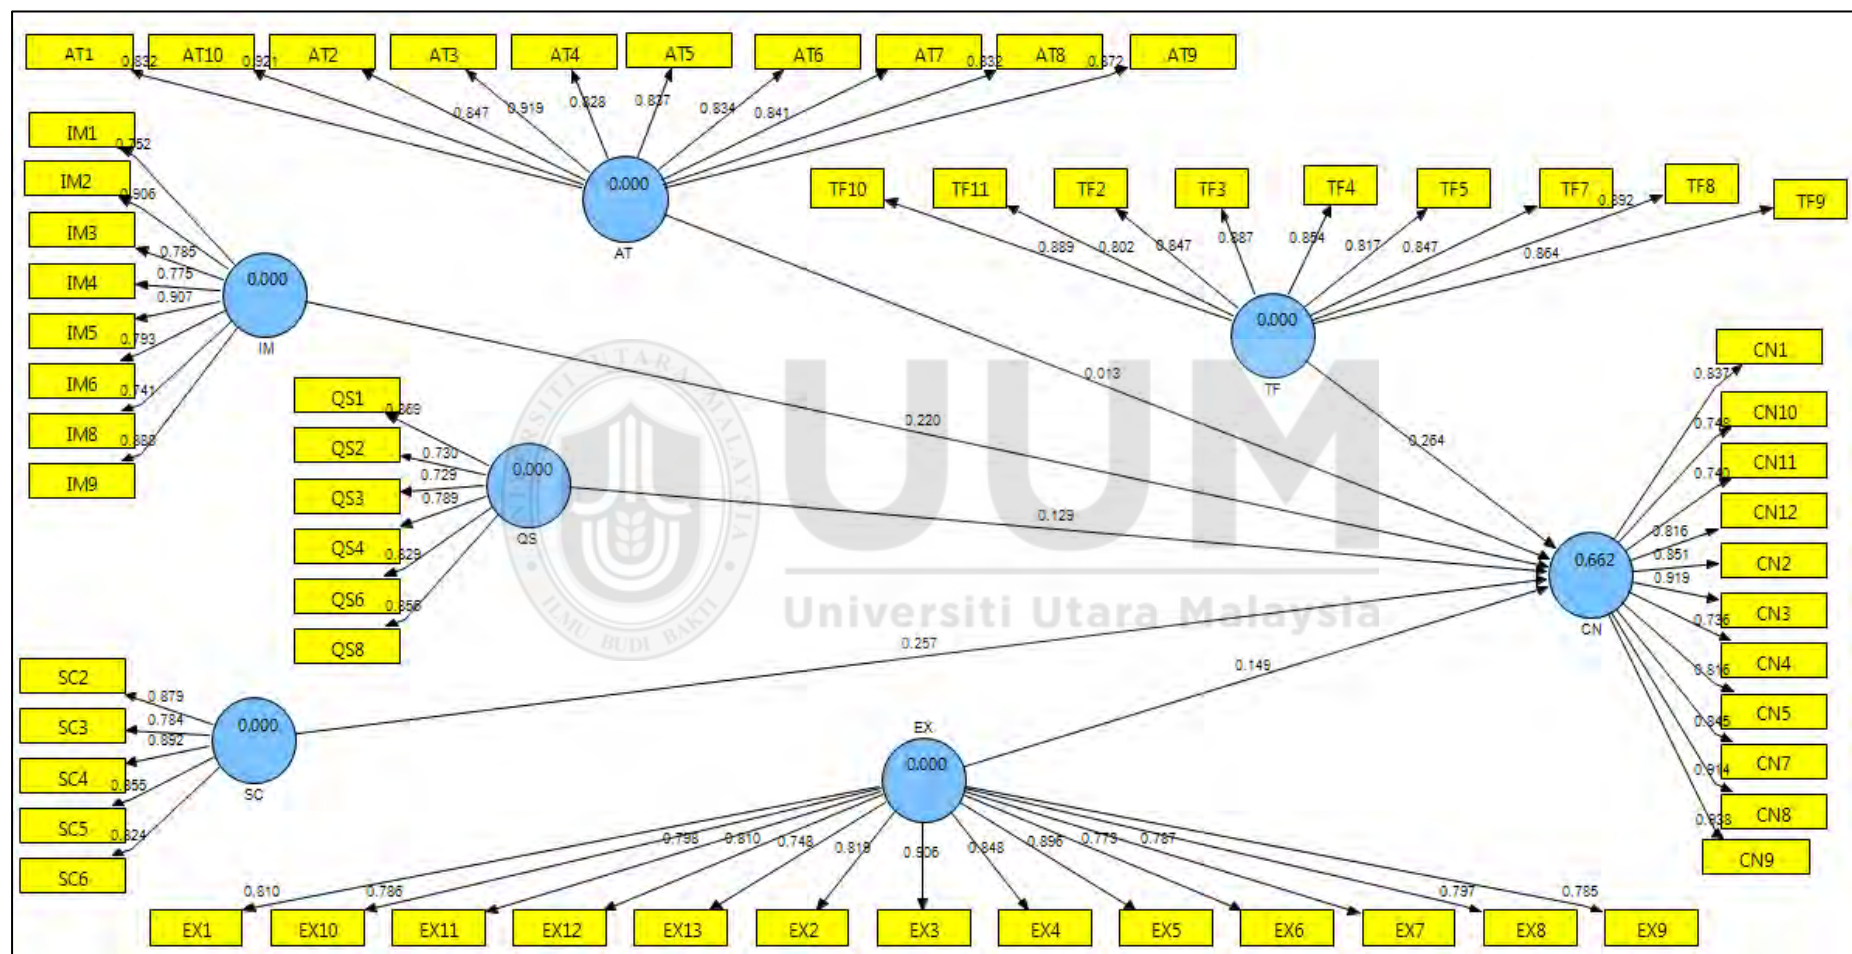 AT1 AT10 AT2 AT3 AT4 AT5 AT6 AT7 AT8 AT9
0.832 0.921 0.847 0.919 0.828 0.837 0.834 0.841 0.832 0.872
0.000
AT
IM1
IM2
IM3
IM4
IM5
IM6
IM8
IM9
0.752
0.906
0.785
0.775
0.907
0.793
0.741
0.888
0.000
IM
TF10 TF11 TF2 TF3 TF4 TF5 TF7 TF8 TF9
0.889 0.802 0.847 0.887 0.854 0.817 0.847 0.892 0.864
0.000
TF
QS1
QS2
QS3
QS4
QS6
QS8
0.869
0.730
0.729
0.789
0.829
0.856
0.000
QS
SC2
SC3
SC4
SC5
SC6
0.879
0.784
0.892
0.855
0.824
0.000
SC
EX
0.000
0.810 0.786 0.798 0.810 0.748 0.819 0.906 0.848 0.896 0.773 0.787 0.797 0.785
EX1 EX10 EX11 EX12 EX13 EX2 EX3 EX4 EX5 EX6 EX7 EX8 EX9
0.013
0.220
0.264
0.129
0.257
0.149
0.662
CN
0.837
0.748
0.740
0.816
0.851
0.919
0.736
0.816
0.845
0.914
0.938
CN1
CN10
CN11
CN12
CN2
CN3
CN4
CN5
CN7
CN8
CN9
UNIVERSITI UTARA MALAYSIA
ILMU BUDI BAKTI
UUM
Universiti Utara Malaysia